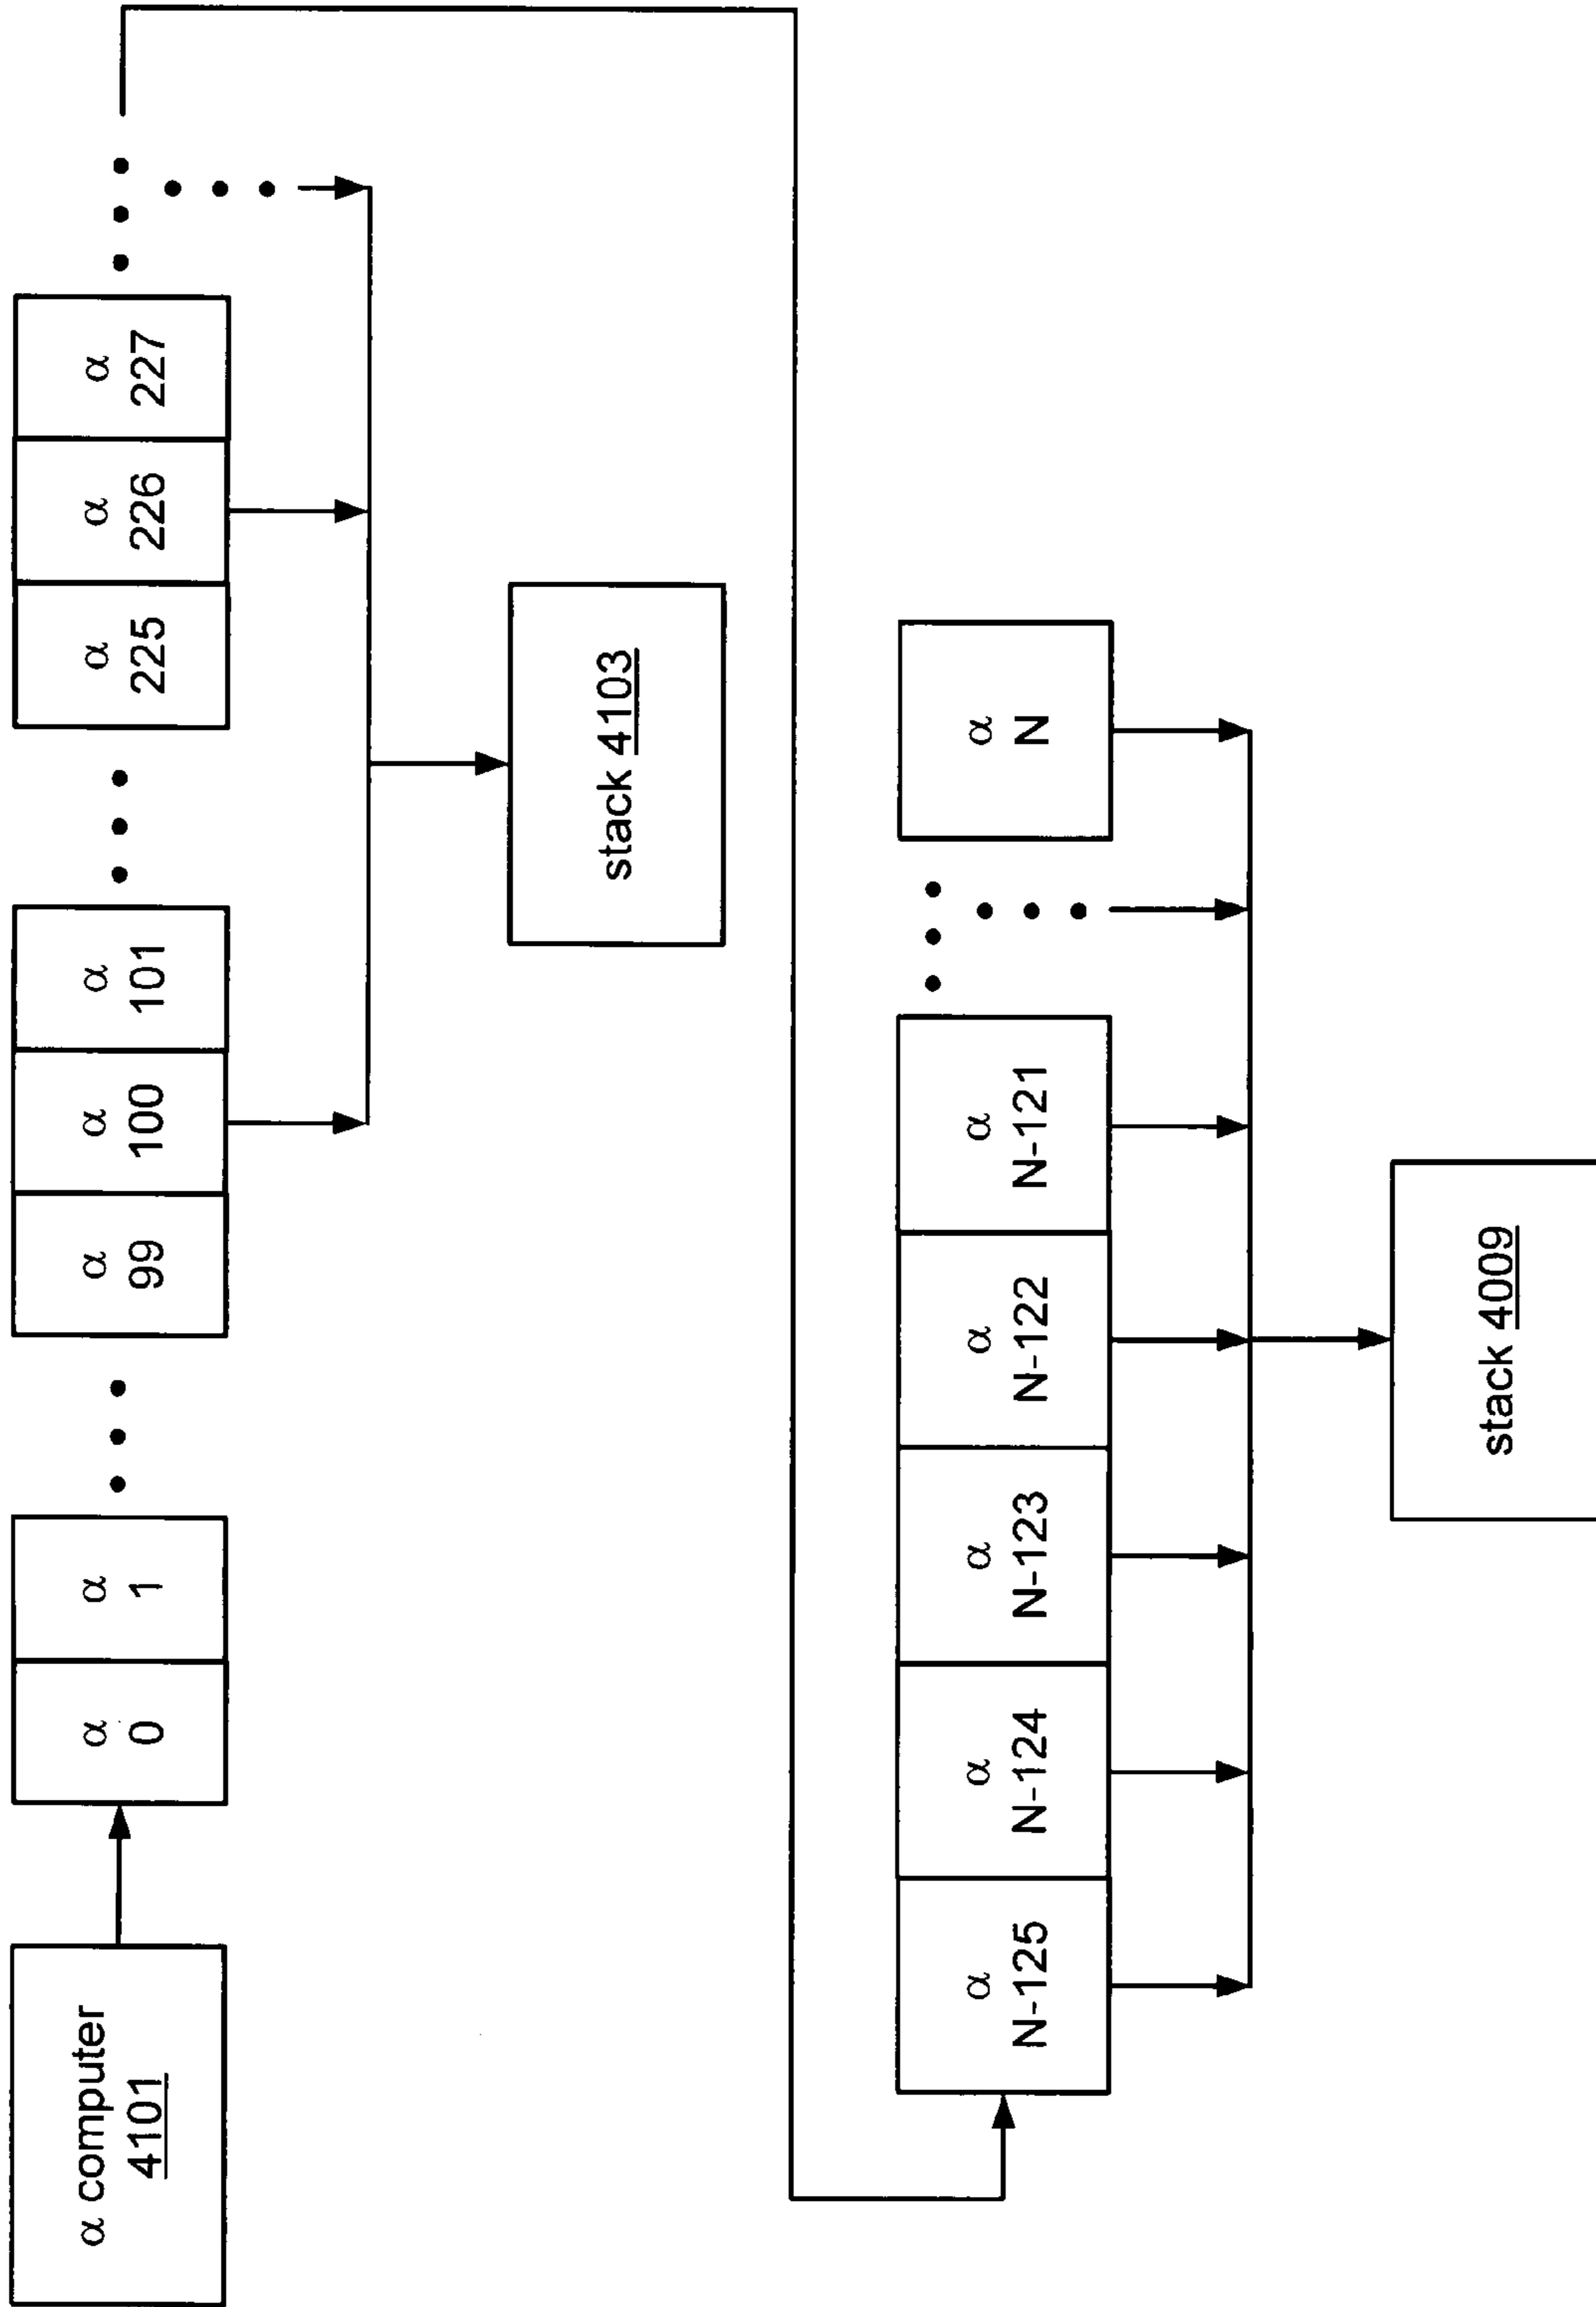 α computer
4101
α
0
α
1
α
99
α
100
α
101
α
225
α
226
α
227
stack 4103
α
N-125
α
N-124
α
N-123
α
N-122
α
N-121
α
N
stack 4009